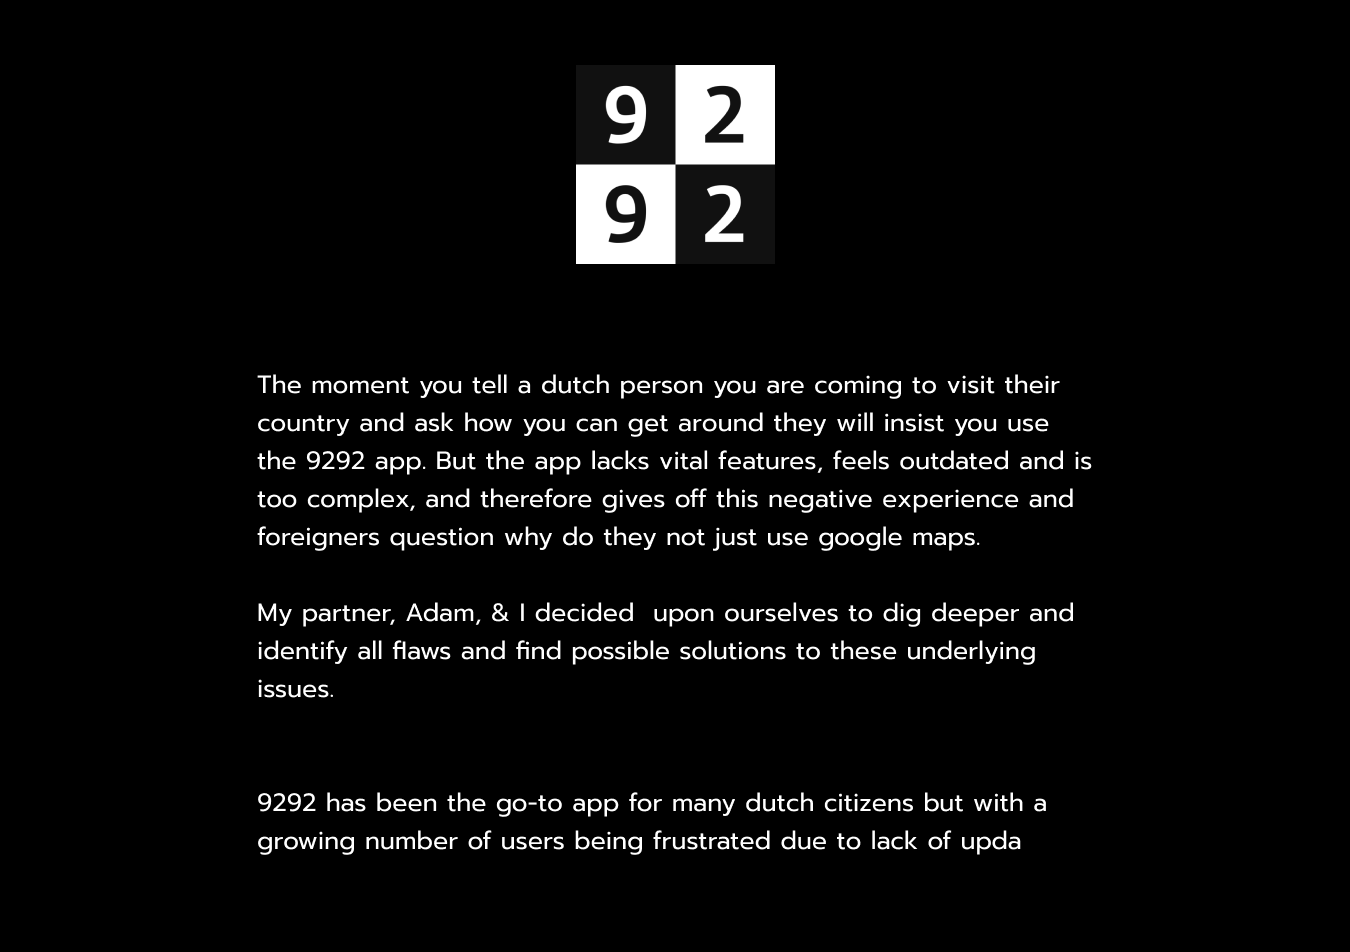 9 2
9 2
The moment you tell a dutch person you are coming to visit their
country and ask how you can get around they will insist you use
the 9292 app. But the app lacks vital features, feels outdated and is
too complex, and therefore gives off this negative experience and
foreigners question why do they not just use google maps.
My partner, Adam, & I decided  upon ourselves to dig deeper and
identify all flaws and find possible solutions to these underlying
issues.
9292 has been the go-to app for many dutch citizens but with a
growing number of users being frustrated due to lack of upda